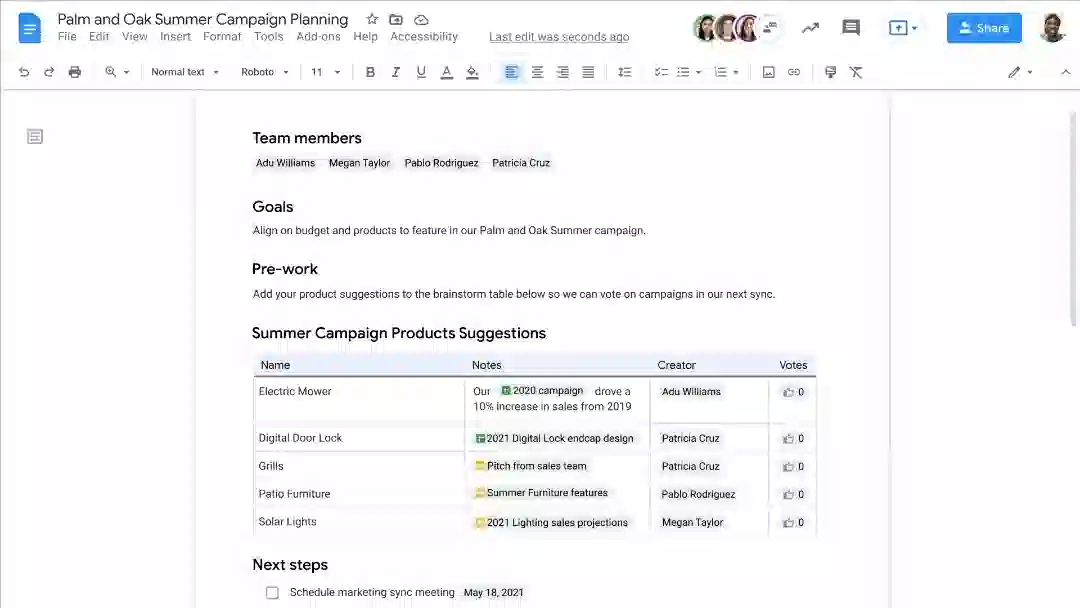 Palm and Oak Summer Campaign Planning
File Edit View Insert Format Tools Add-ons Help Accessibility Last edit was seconds ago
Share
Normal text Roboto 11 B I U A
Team members
Adu Williams Megan Taylor Pablo Rodriguez Patricia Cruz
Goals
Align on budget and products to feature in our Palm and Oak Summer campaign.
Pre-work
Add your product suggestions to the brainstorm table below so we can vote on campaigns in our next sync.
Summer Campaign Products Suggestions
Name Notes Creator Votes
Electric Mower Our 2020 campaign drove a Adu Williams 0
10% increase in sales from 2019
Digital Door Lock 2021 Digital Lock endcap design Patricia Cruz 0
Grills Pitch from sales team Patricia Cruz 0
Patio Furniture Summer Furniture features Pablo Rodriguez 0
Solar Lights 2021 Lighting sales projections Megan Taylor 0
Next steps
Schedule marketing sync meeting May 18, 2021